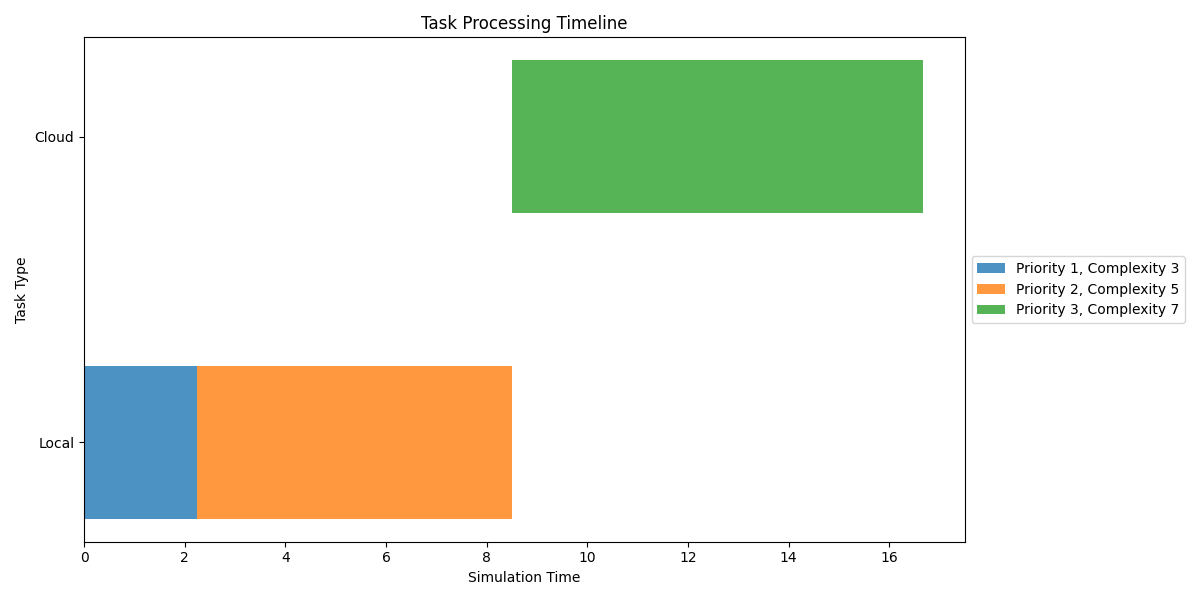 Task Processing Timeline
Task Type
Cloud
Local
0 2 4 6 8 10 12 14 16
Simulation Time
Priority 1, Complexity 3
Priority 2, Complexity 5
Priority 3, Complexity 7